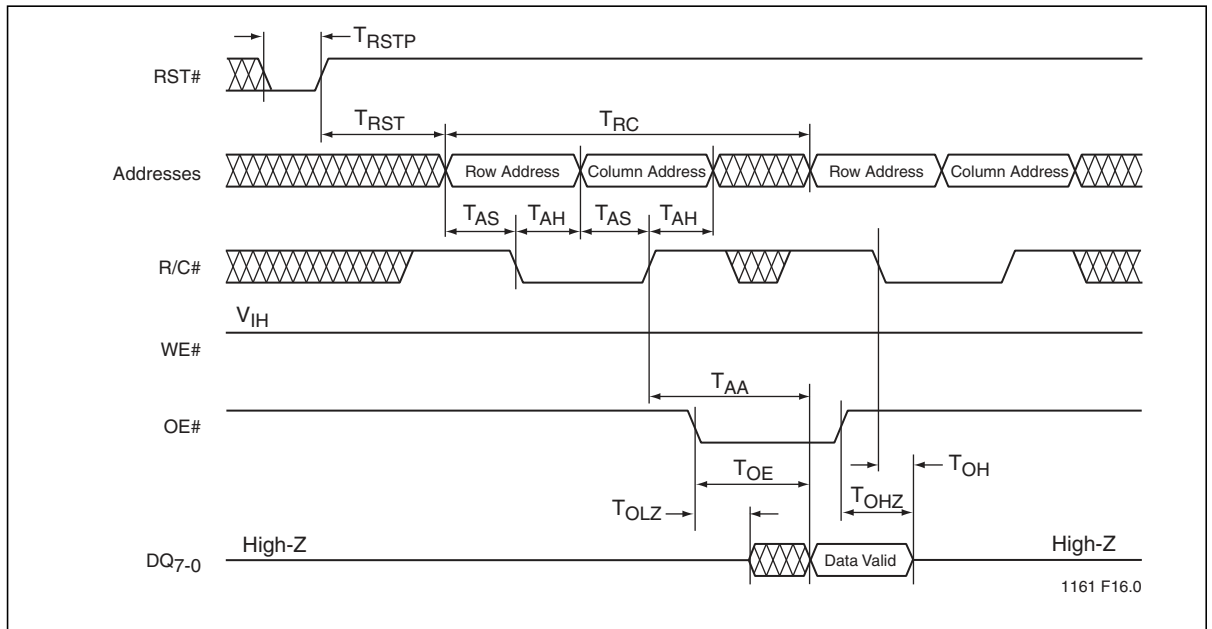 TRSTP
RST#
TRST
TRC
Addresses
Row Address
Column Address
Row Address
Column Address
TAS
TAH
TAS
TAH
R/C#
VIH
WE#
TAA
OE#
TOE
TOH
TOLZ
TOHZ
High-Z
High-Z
DQ7-0
Data Valid
1161 F16.0